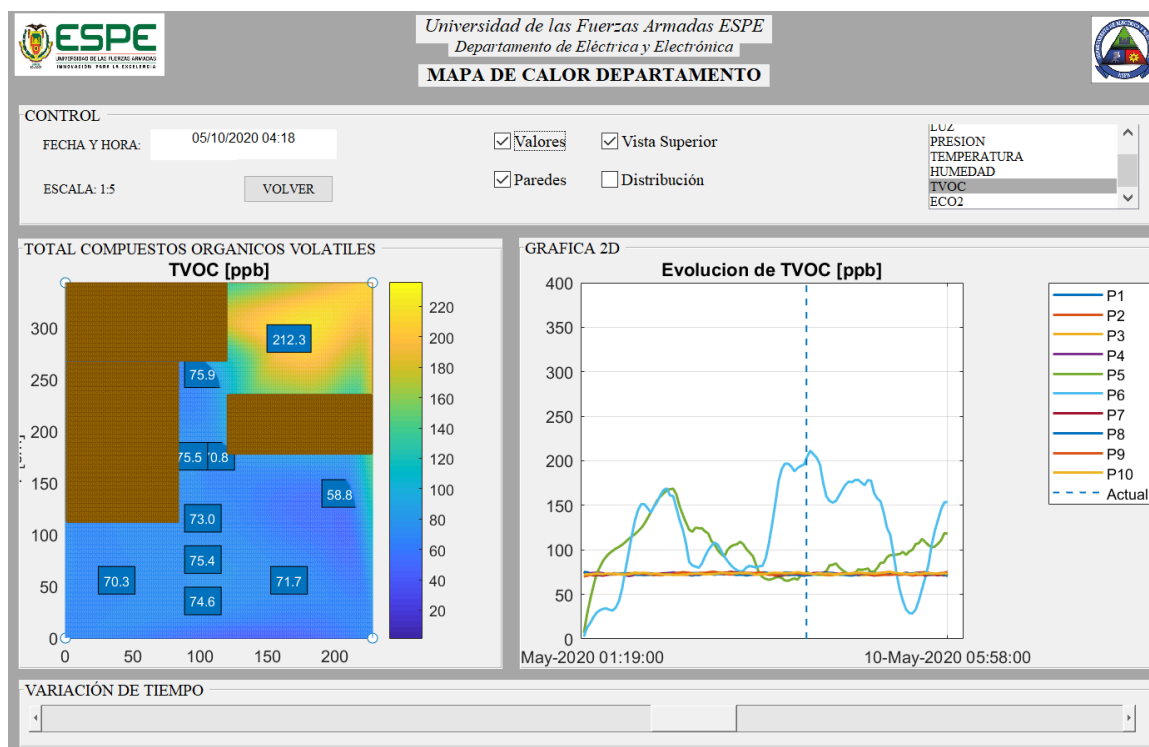 ESPE
UNIVERSIDAD DE LAS FUERZAS ARMADAS
INNOVACIÓN PARA LA EXCELENCIA
Universidad de las Fuerzas Armadas ESPE
Departamento de Eléctrica y Electrónica
MAPA DE CALOR DEPARTAMENTO
CONTROL
FECHA Y HORA:
05/10/2020 04:18
ESCALA: 1:5
VOLVER
Valores
Vista Superior
Paredes
Distribución
LUZ
PRESION
TEMPERATURA
HUMEDAD
TVOC
ECO2
TOTAL COMPUESTOS ORGANICOS VOLATILES
TVOC [ppb]
300
250
200
150
100
50
0
0 50 100 150 200
212.3
75.9
75.5
0.8
58.8
73.0
75.4
70.3
71.7
74.6
220
200
180
160
140
120
100
80
60
40
20
GRAFICA 2D
Evolucion de TVOC [ppb]
400
350
300
250
200
150
100
50
0
May-2020 01:19:00
10-May-2020 05:58:00
P1
P2
P3
P4
P5
P6
P7
P8
P9
P10
Actual
VARIACIÓN DE TIEMPO